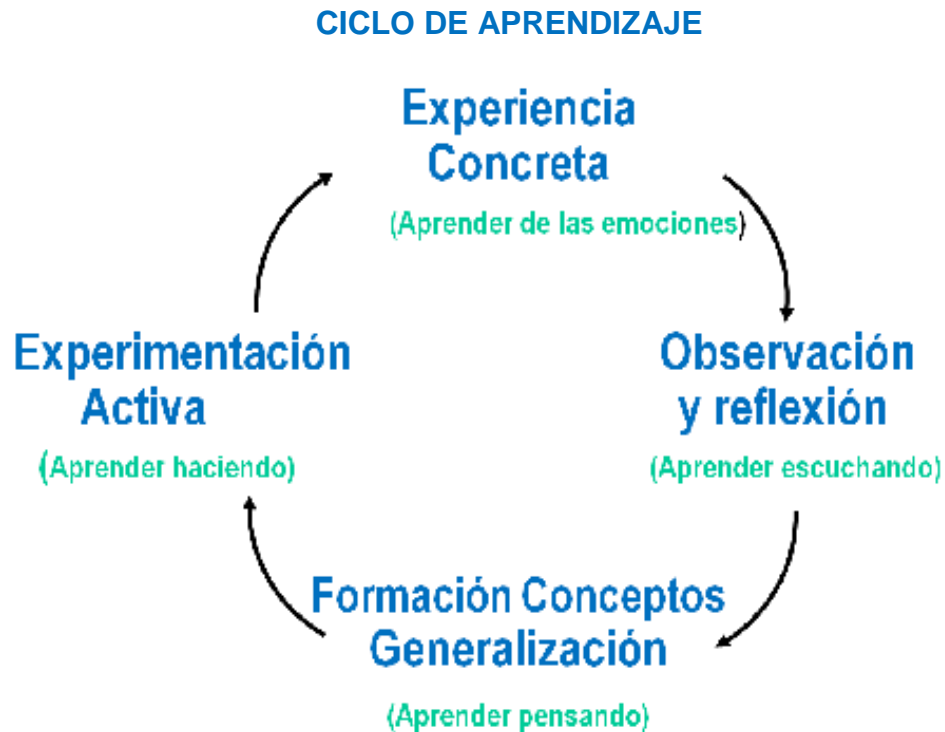 CICLO DE APRENDIZAJE
Experiencia
Concreta
(Aprender de las emociones)
Observación
y reflexión
(Aprender escuchando)
Formación Conceptos
Generalización
(Aprender pensando)
Experimentación
Activa
(Aprender haciendo)